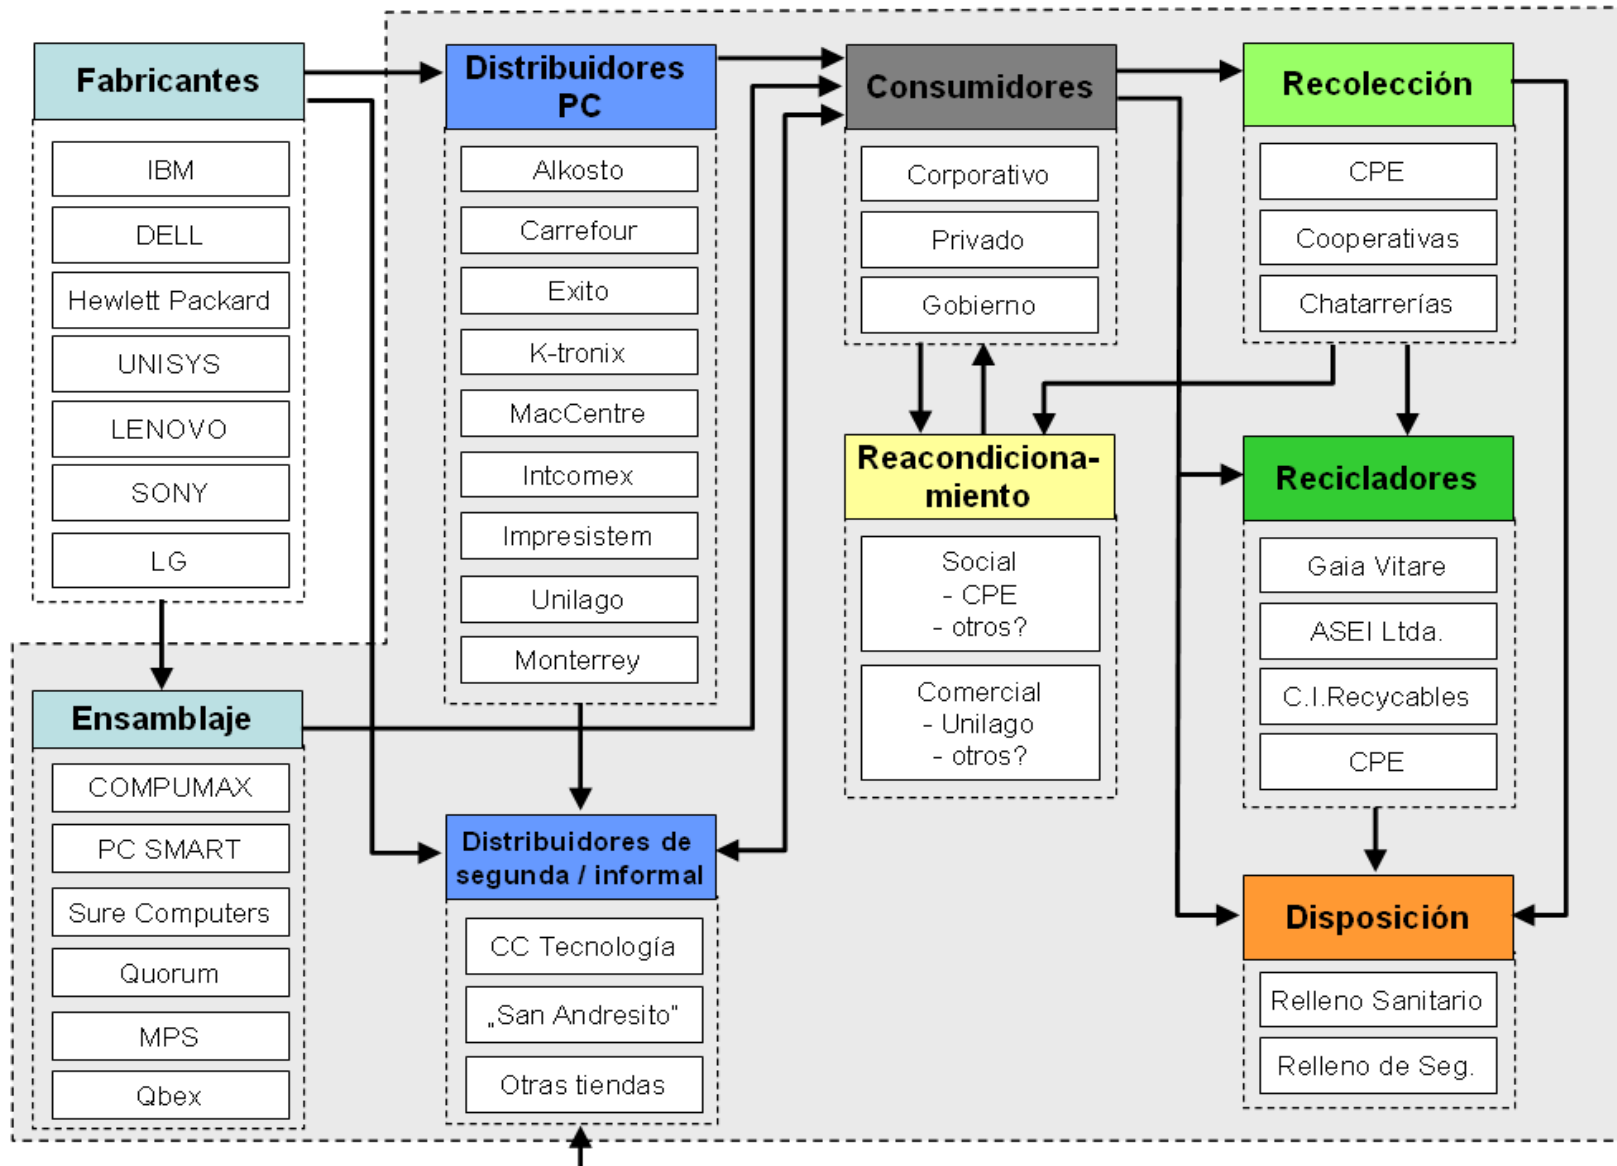 Fabricantes
IBM
DELL
Hewlett Packard
UNISYS
LENOVO
SONY
LG
Ensamblaje
COMPUMAX
PC SMART
Sure Computers
Quorum
MPS
Qbex
Distribuidores
PC
Alkosto
Carrefour
Exito
K-tronix
MacCentre
Intcomex
Impresistem
Unilago
Monterrey
Distribuidores de
segunda / informal
CC Tecnología
„San Andresito"
Otras tiendas
Consumidores
Corporativo
Privado
Gobierno
Reacondiciona-
miento
Social
- CPE
- otros?
Comercial
- Unilago
- otros?
Recolección
CPE
Cooperativas
Chatarrerías
Recicladores
Gaia Vitare
ASEI Ltda.
C.I.Recycables
CPE
Disposición
Relleno Sanitario
Relleno de Seg.